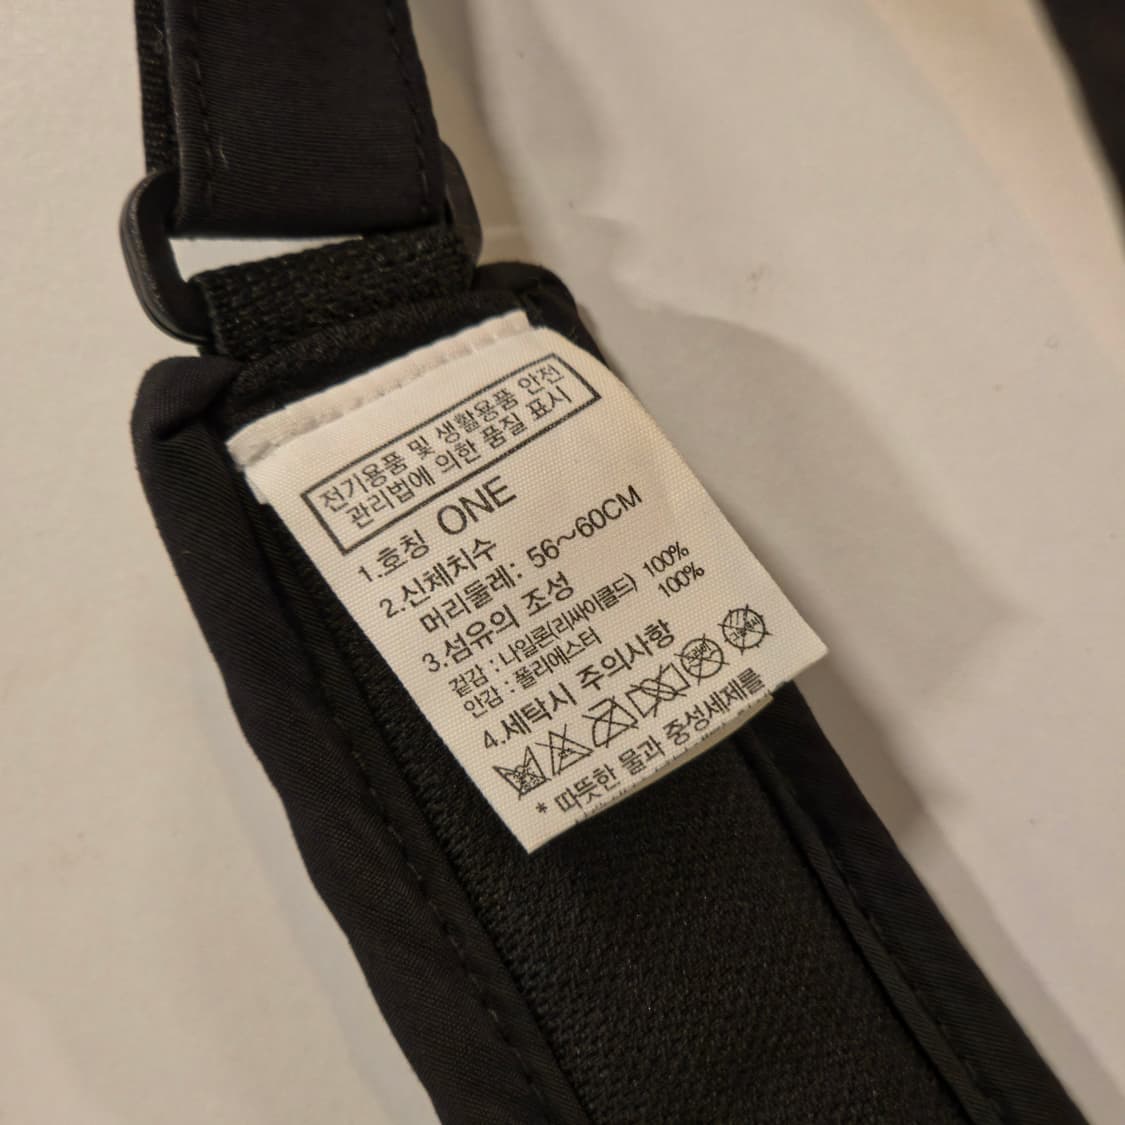 전기용품 및 생활용품 안전
관리법에 의한 품질 표시
1.호칭 ONE
2.신체치수
머리둘레: 56~60CM
3.섬유의 조성
겉감 : 나일론(리싸이클드) 100%
안감 : 폴리에스터 100%
4.세탁시 주의사항
* 따뜻한 물과 중성세제를